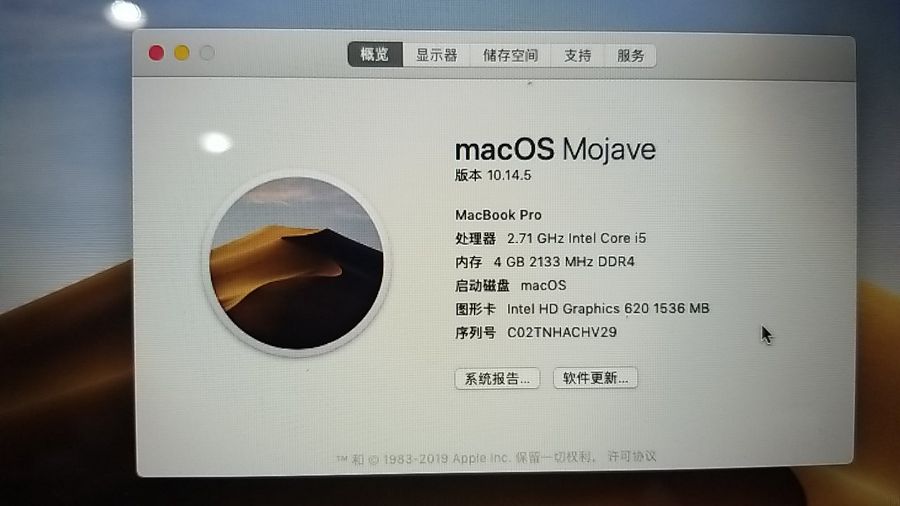 概览 显示器 储存空间 支持 服务
macOS Mojave
版本 10.14.5
MacBook Pro
处理器 2.71 GHz Intel Core i5
内存 4 GB 2133 MHz DDR4
启动磁盘 macOS
图形卡 Intel HD Graphics 620 1536 MB
序列号 C02TNHACHV29
系统报告... 软件更新...
™ 和 © 1983-2019 Apple Inc. 保留一切权利。 许可协议